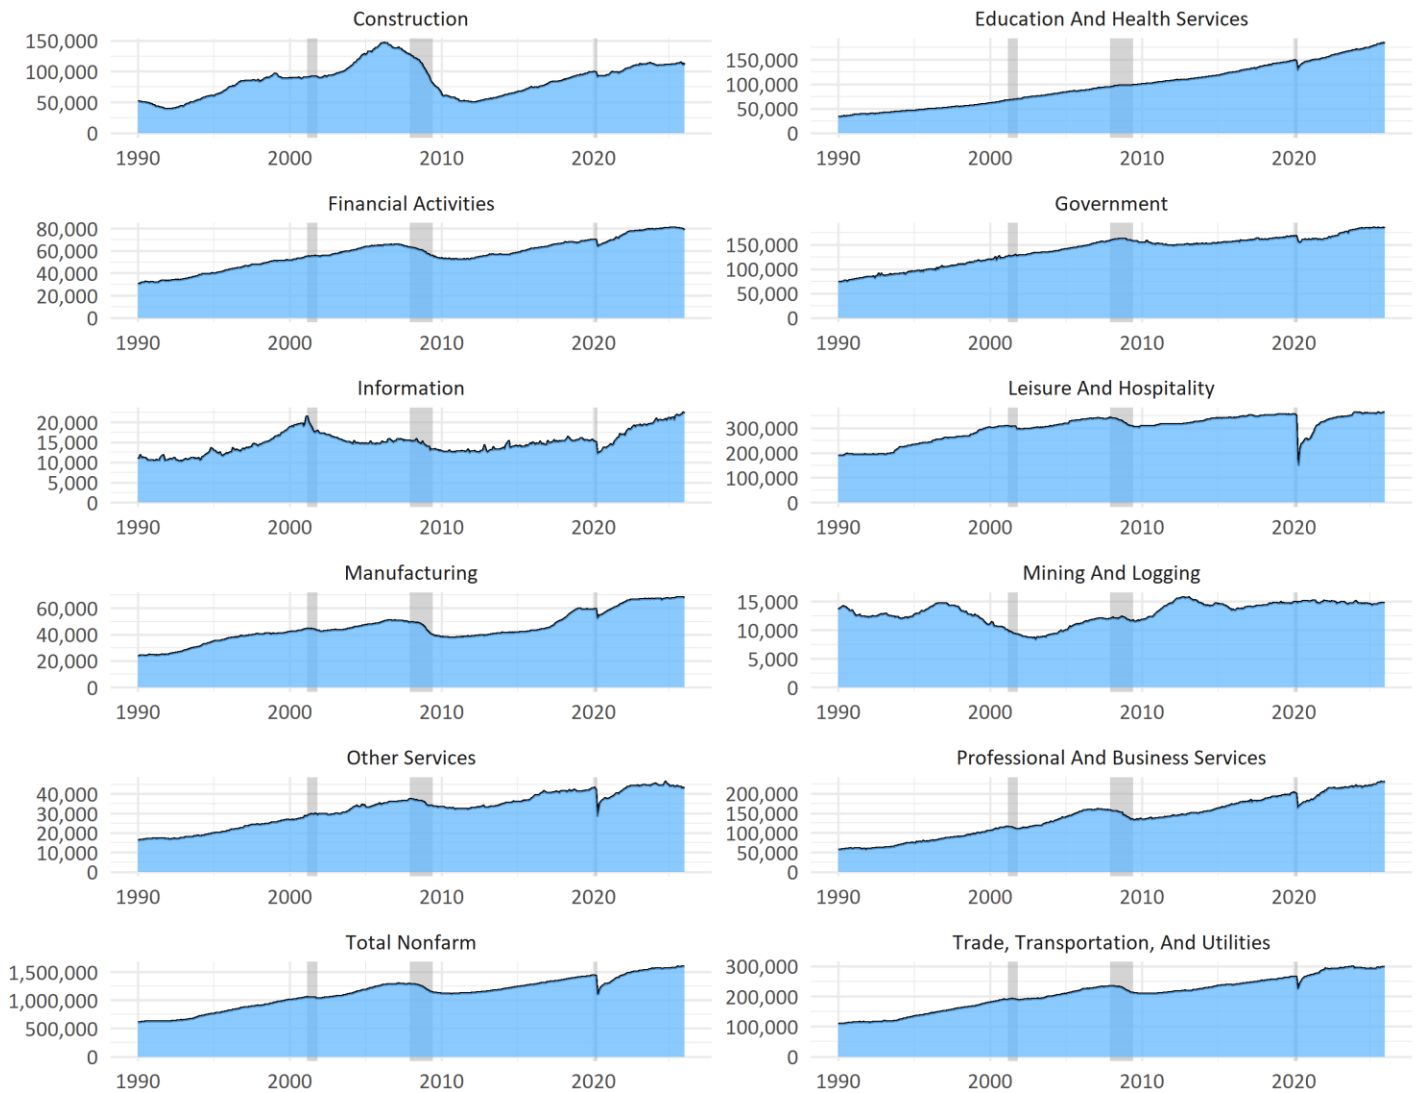 Construction
150,000
100,000
50,000
0
1990 2000 2010 2020
Education And Health Services
150,000
100,000
50,000
0
1990 2000 2010 2020
Financial Activities
80,000
60,000
40,000
20,000
0
1990 2000 2010 2020
Government
150,000
100,000
50,000
0
1990 2000 2010 2020
Information
20,000
15,000
10,000
5,000
0
1990 2000 2010 2020
Leisure And Hospitality
300,000
200,000
100,000
0
1990 2000 2010 2020
Manufacturing
60,000
40,000
20,000
0
1990 2000 2010 2020
Mining And Logging
15,000
10,000
5,000
0
1990 2000 2010 2020
Other Services
40,000
30,000
20,000
10,000
0
1990 2000 2010 2020
Professional And Business Services
200,000
150,000
100,000
50,000
0
1990 2000 2010 2020
Total Nonfarm
1,500,000
1,000,000
500,000
0
1990 2000 2010 2020
Trade, Transportation, And Utilities
300,000
200,000
100,000
0
1990 2000 2010 2020